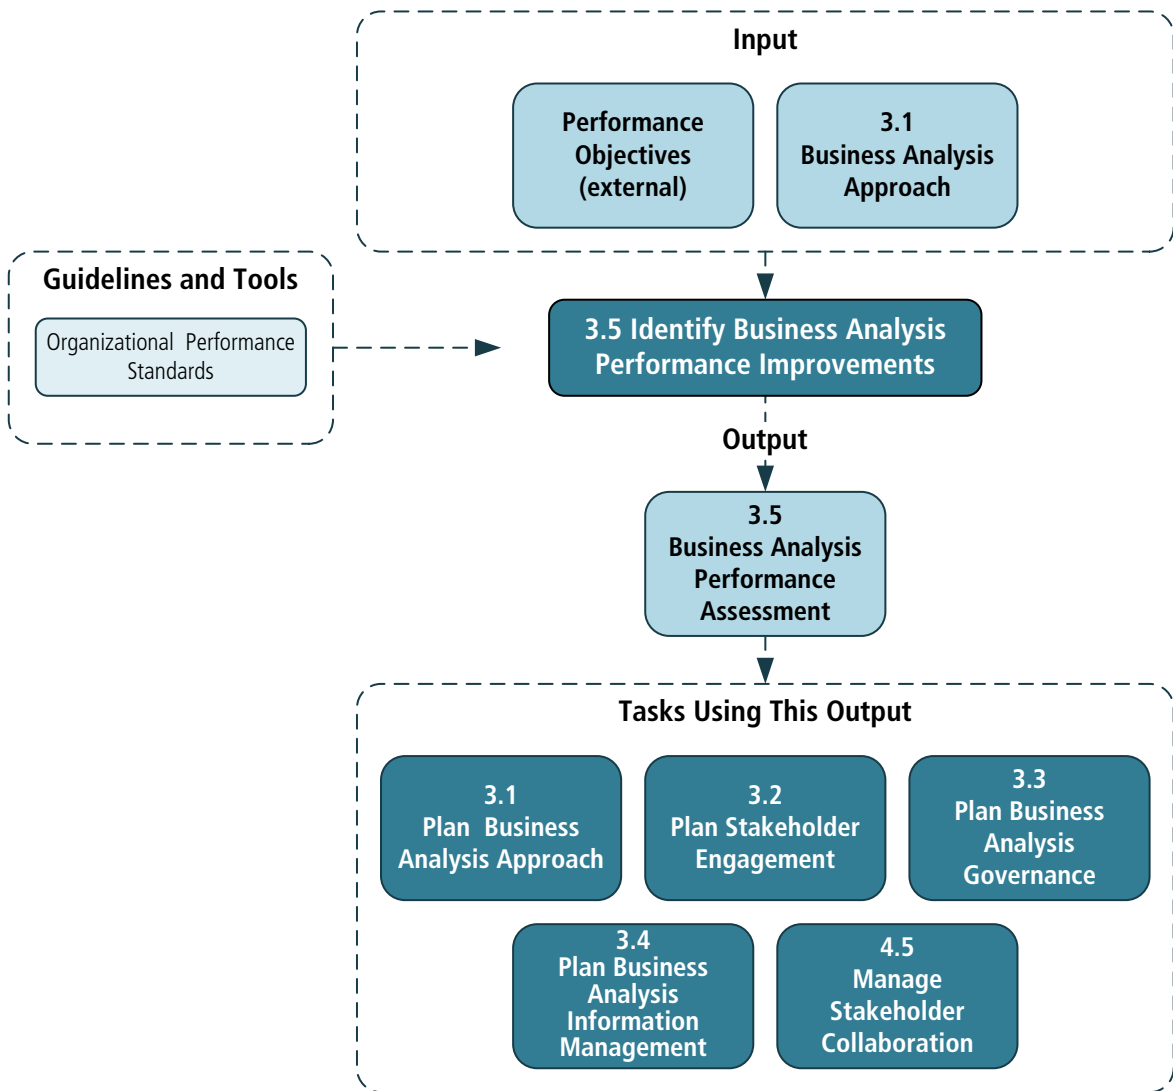 Input
Performance
Objectives
(external)
3.1
Business Analysis
Approach
Guidelines and Tools
Organizational Performance
Standards
3.5 Identify Business Analysis
Performance Improvements
Output
3.5
Business Analysis
Performance
Assessment
Tasks Using This Output
3.1
Plan Business
Analysis Approach
3.2
Plan Stakeholder
Engagement
3.3
Plan Business
Analysis
Governance
3.4
Plan Business
Analysis
Information
Management
4.5
Manage
Stakeholder
Collaboration